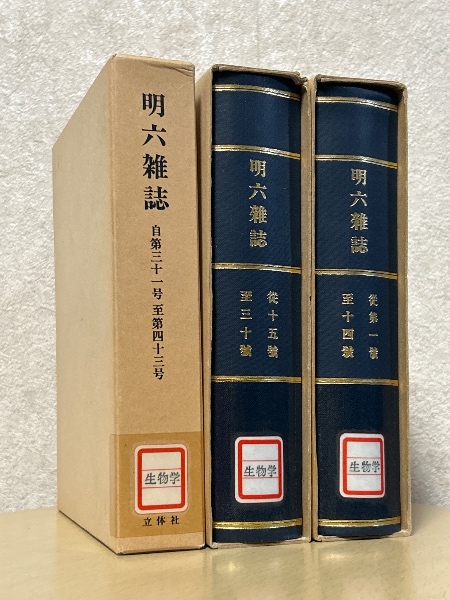 明六雑誌
自第三十一号至第四十三号
生物学
立体社
明六雜誌
從十五號
至三十號
生物学
明六雜誌
從第一號
至十四號
生物学